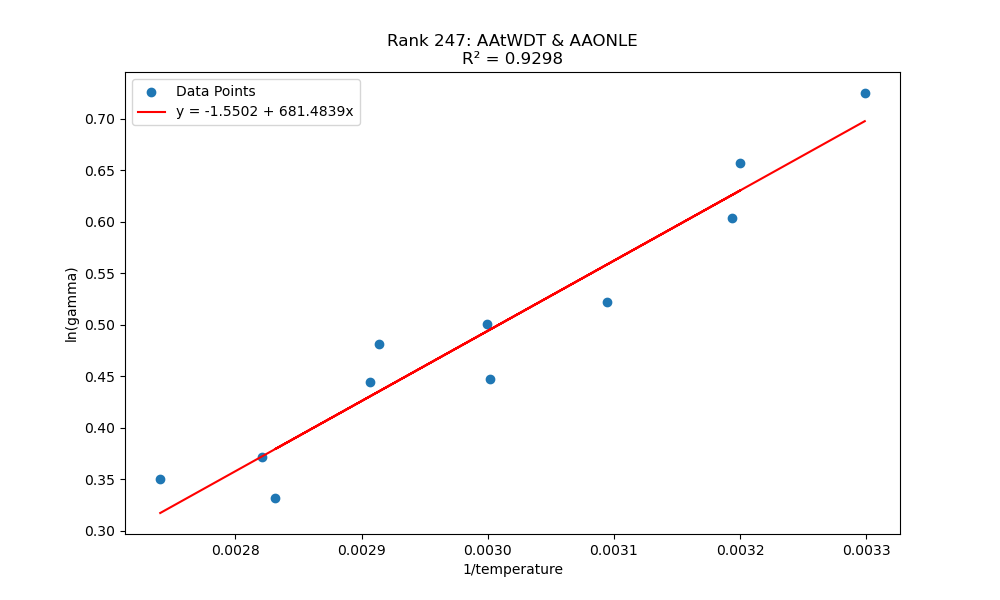 Rank 247: AAtWDT & AAONLE
R² = 0.9298
Data Points
y = -1.5502 + 681.4839x
ln(gamma)
0.70
0.65
0.60
0.55
0.50
0.45
0.40
0.35
0.30
0.0028 0.0029 0.0030 0.0031 0.0032 0.0033
1/temperature